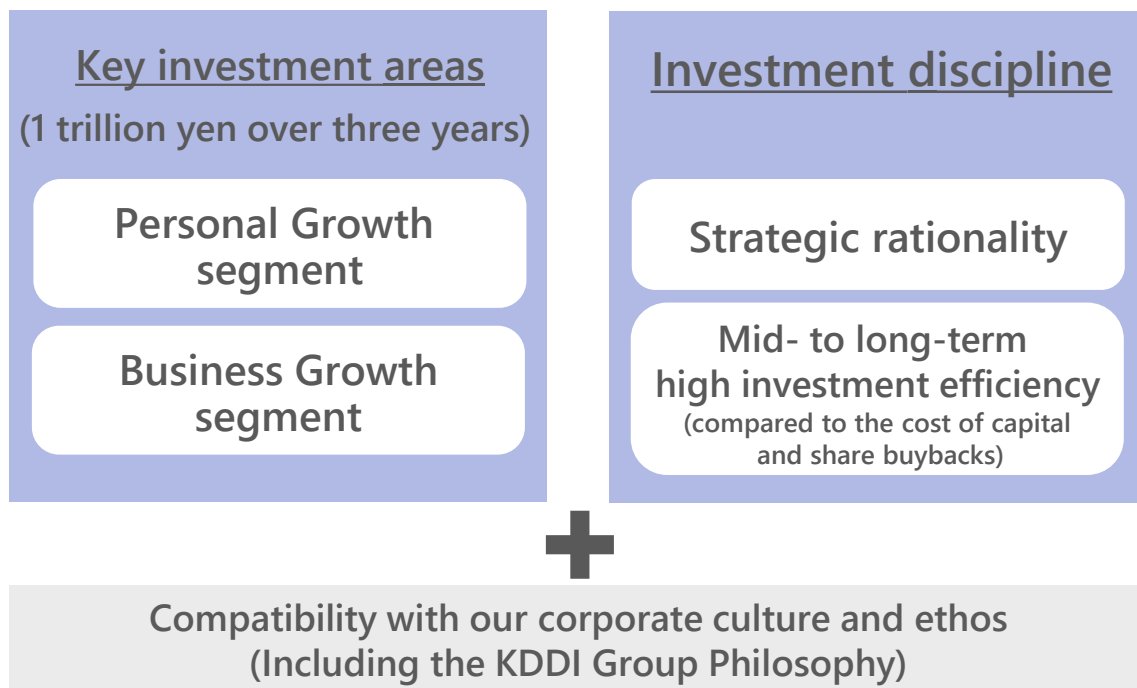 Key investment areas
(1 trillion yen over three years)
Personal Growth
segment
Business Growth
segment
Investment discipline
Strategic rationality
Mid- to long-term
high investment efficiency
(compared to the cost of capital
and share buybacks)
Compatibility with our corporate culture and ethos
(Including the KDDI Group Philosophy)